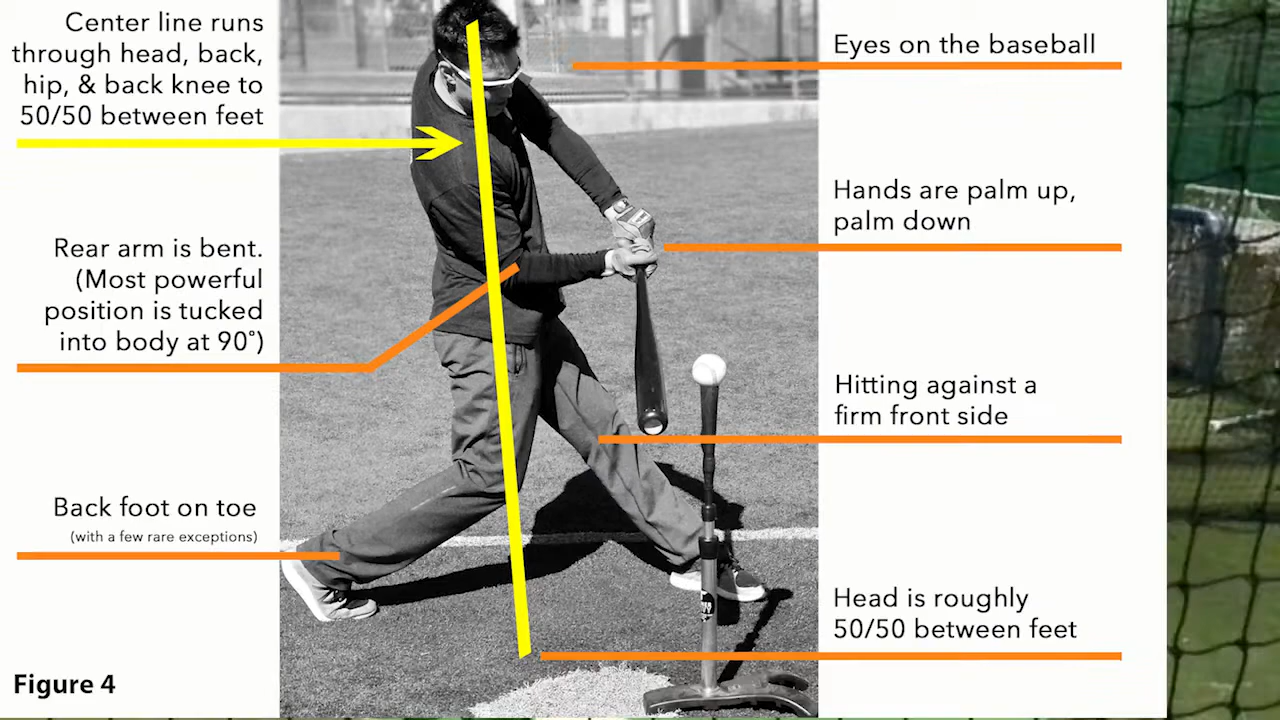 Center line runs
through head, back,
hip, & back knee to
50/50 between feet
Rear arm is bent.
(Most powerful
position is tucked
into body at 90°)
Back foot on toe
(with a few rare exceptions)
Figure 4
Eyes on the baseball
Hands are palm up,
palm down
Hitting against a
firm front side
Head is roughly
50/50 between feet